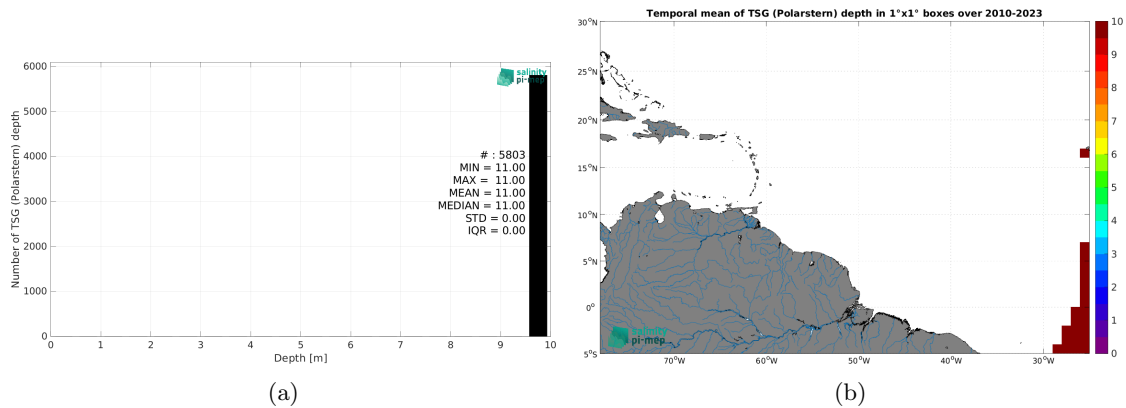 6000
5000
4000
3000
2000
1000
0
Number of TSG (Polarstern) depth
salinity
pi-mep
# : 5803
MIN = 11.00
MAX = 11.00
MEAN = 11.00
MEDIAN = 11.00
STD = 0.00
IQR = 0.00
0 1 2 3 4 5 6 7 8 9 10
Depth [m]
(a)
Temporal mean of TSG (Polarstern) depth in 1°x1° boxes over 2010-2023
30°N
25°N
20°N
15°N
10°N
5°N
0°
5°S
salinity
pi-mep
70°W 60°W 50°W 40°W 30°W
10
9
8
7
6
5
4
3
2
1
0
(b)